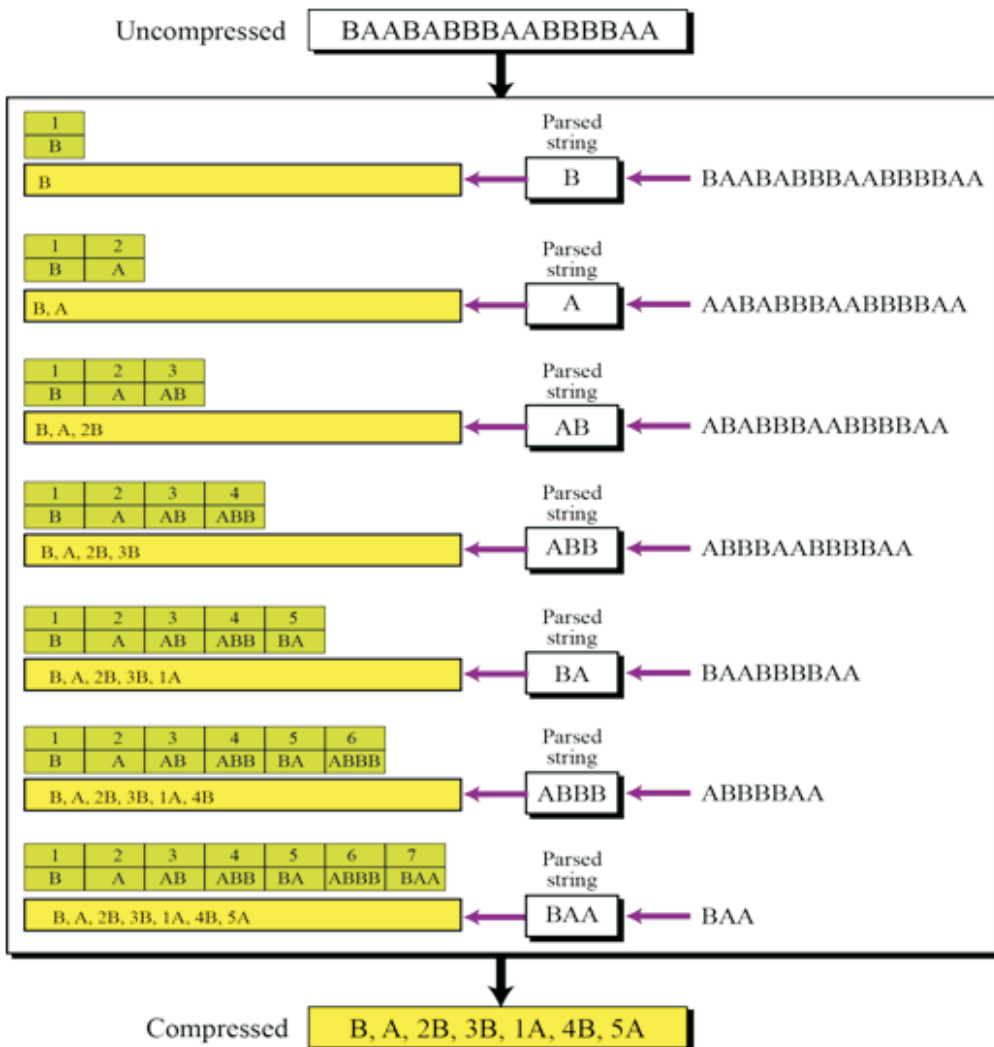 Uncompressed BAABABBBAABBBBAA
1
B
Parsed
string
B
B
BAABABBBAABBBBAA
1 2
B A
Parsed
string
B, A
A
AABABBBAABBBBAA
1 2 3
B A AB
Parsed
string
B, A, 2B
AB
ABABBBAABBBBAA
1 2 3 4
B A AB ABB
Parsed
string
B, A, 2B, 3B
ABB
ABBBAABBBBAA
1 2 3 4 5
B A AB ABB BA
Parsed
string
B, A, 2B, 3B, 1A
BA
BAABBBBAA
1 2 3 4 5 6
B A AB ABB BA ABBB
Parsed
string
B, A, 2B, 3B, 1A, 4B
ABBB
ABBBBAA
1 2 3 4 5 6 7
B A AB ABB BA ABBB BAA
Parsed
string
B, A, 2B, 3B, 1A, 4B, 5A
BAA
BAA
Compressed B, A, 2B, 3B, 1A, 4B, 5A